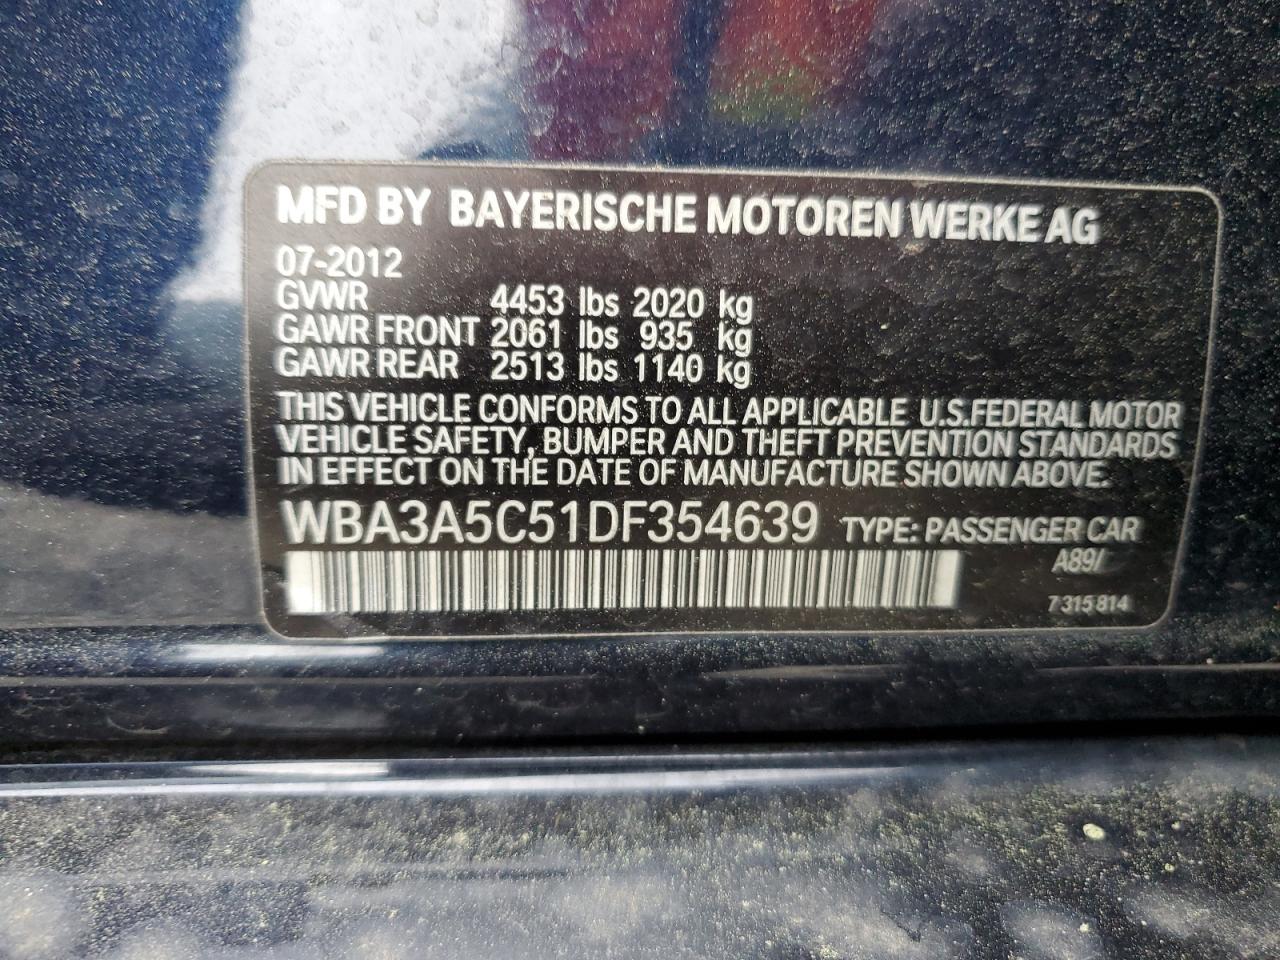 MFD BY BAYERISCHE MOTOREN WERKE AG
07-2012
GVWR 4453 lbs 2020 kg
GAWR FRONT 2061 lbs 935 kg
GAWR REAR 2513 lbs 1140 kg
THIS VEHICLE CONFORMS TO ALL APPLICABLE U.S.FEDERAL MOTOR
VEHICLE SAFETY, BUMPER AND THEFT PREVENTION STANDARDS
IN EFFECT ON THE DATE OF MANUFACTURE SHOWN ABOVE.
WBA3A5C51DF354639 TYPE: PASSENGER CAR
A89/
7 315 814